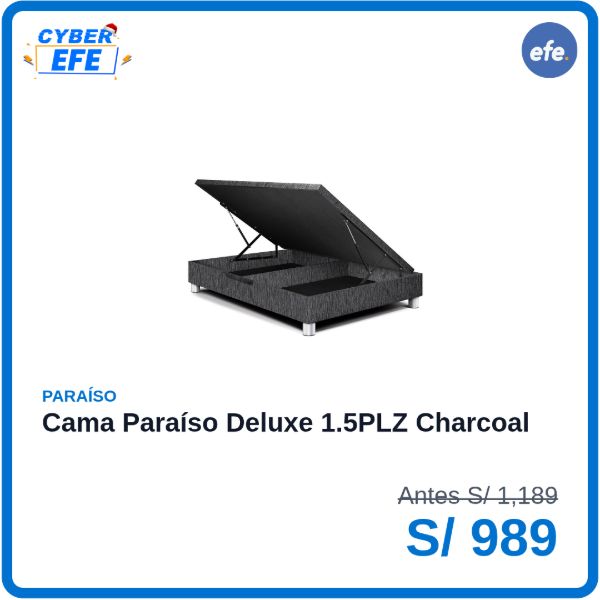 CYBER
EFE
efe.
PARAÍSO
Cama Paraíso Deluxe 1.5PLZ Charcoal
Antes S/ 1,189
S/ 989